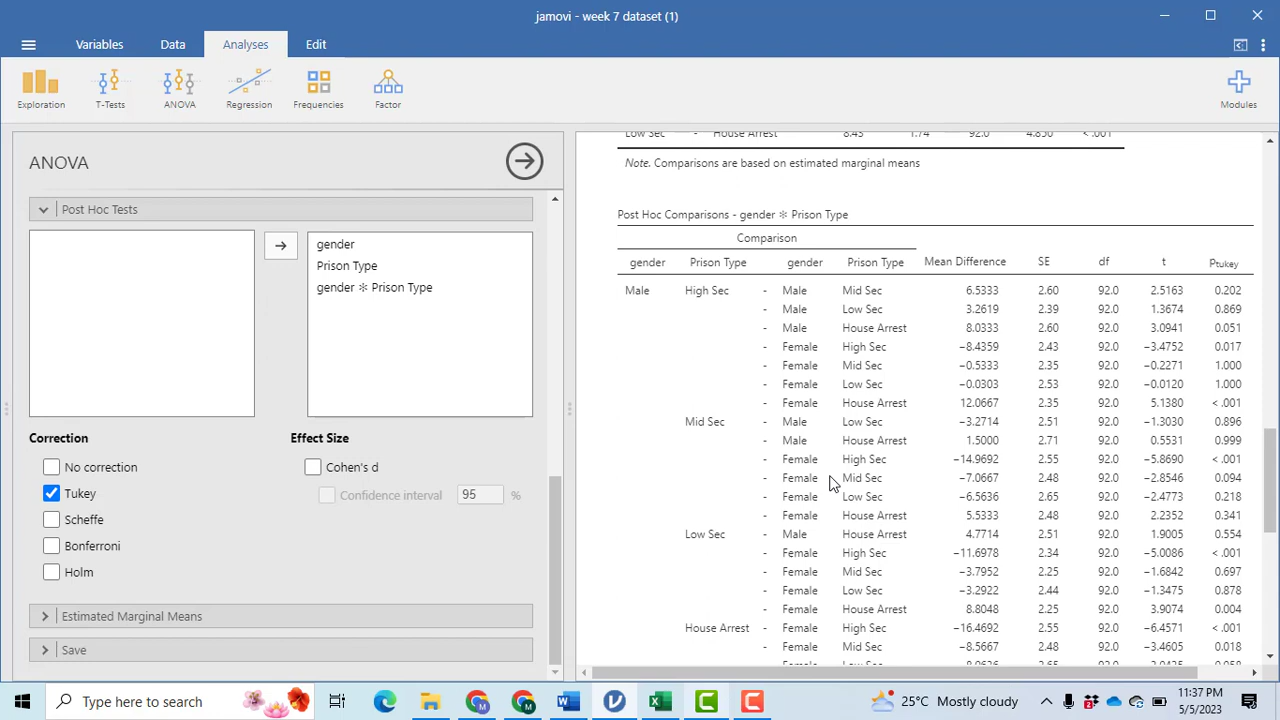 jamovi - week 7 dataset (1)
Variables Data Analyses Edit
Exploration T-Tests ANOVA Regression Frequencies Factor Modules
ANOVA
Post Hoc Tests
gender
Prison Type
gender ✻ Prison Type
Correction Effect Size
No correction Cohen's d
Tukey Confidence interval 95 %
Scheffe
Bonferroni
Holm
Estimated Marginal Means
Save
Low Sec - House Arrest 8.43 1.74 92.0 4.850 < .001
Note. Comparisons are based on estimated marginal means
Post Hoc Comparisons - gender ✻ Prison Type
Comparison
gender Prison Type gender Prison Type Mean Difference SE df t ptukey
Male High Sec - Male Mid Sec 6.5333 2.60 92.0 2.5163 0.202
- Male Low Sec 3.2619 2.39 92.0 1.3674 0.869
- Male House Arrest 8.0333 2.60 92.0 3.0941 0.051
- Female High Sec −8.4359 2.43 92.0 −3.4752 0.017
- Female Mid Sec −0.5333 2.35 92.0 −0.2271 1.000
- Female Low Sec −0.0303 2.53 92.0 −0.0120 1.000
- Female House Arrest 12.0667 2.35 92.0 5.1380 < .001
Mid Sec - Male Low Sec −3.2714 2.51 92.0 −1.3030 0.896
- Male House Arrest 1.5000 2.71 92.0 0.5531 0.999
- Female High Sec −14.9692 2.55 92.0 −5.8690 < .001
- Female Mid Sec −7.0667 2.48 92.0 −2.8546 0.094
- Female Low Sec −6.5636 2.65 92.0 −2.4773 0.218
- Female House Arrest 5.5333 2.48 92.0 2.2352 0.341
Low Sec - Male House Arrest 4.7714 2.51 92.0 1.9005 0.554
- Female High Sec −11.6978 2.34 92.0 −5.0086 < .001
- Female Mid Sec −3.7952 2.25 92.0 −1.6842 0.697
- Female Low Sec −3.2922 2.44 92.0 −1.3475 0.878
- Female House Arrest 8.8048 2.25 92.0 3.9074 0.004
House Arrest - Female High Sec −16.4692 2.55 92.0 −6.4571 < .001
- Female Mid Sec −8.5667 2.48 92.0 −3.4605 0.018
Type here to search
25°C Mostly cloudy
11:37 PM
5/5/2023